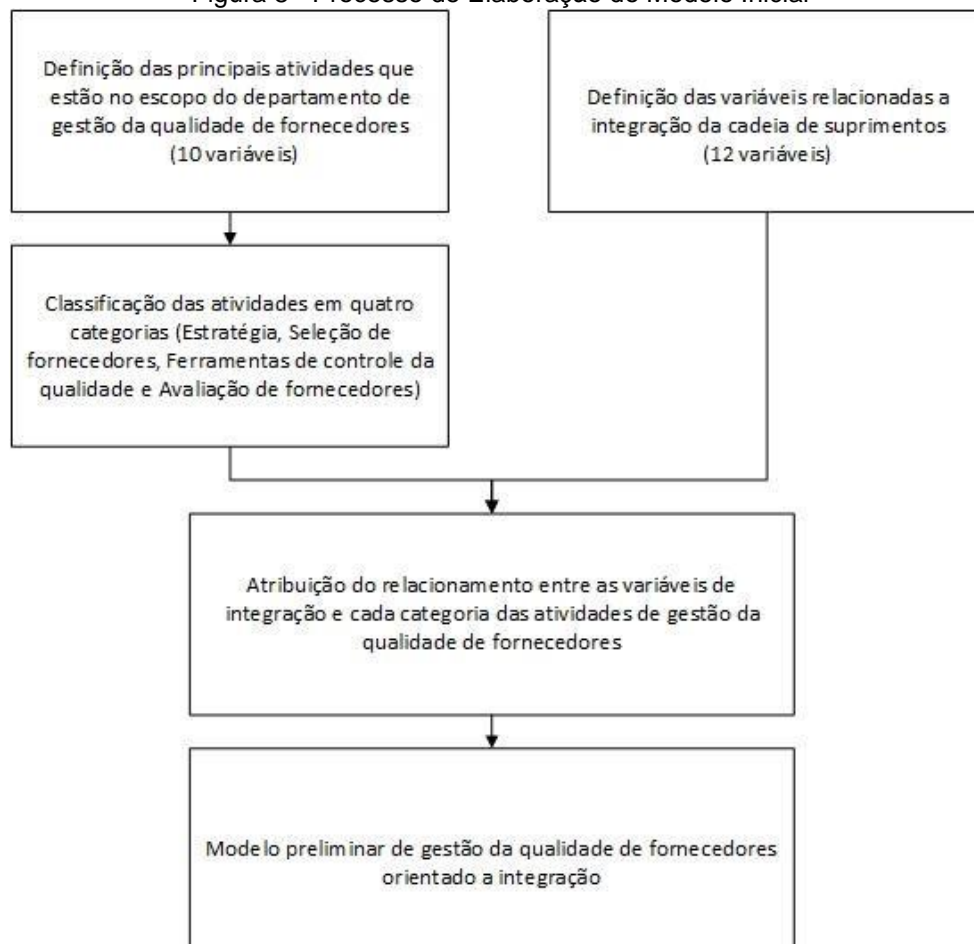 Definição das principais atividades que
estão no escopo do departamento de
gestão da qualidade de fornecedores
(10 variáveis)
Definição das variáveis relacionadas a
integração da cadeia de suprimentos
(12 variáveis)
Classificação das atividades em quatro
categorias (Estratégia, Seleção de
fornecedores, Ferramentas de controle da
qualidade e Avaliação de fornecedores)
Atribuição do relacionamento entre as variáveis de
integração e cada categoria das atividades de gestão da
qualidade de fornecedores
Modelo preliminar de gestão da qualidade de fornecedores
orientado a integração